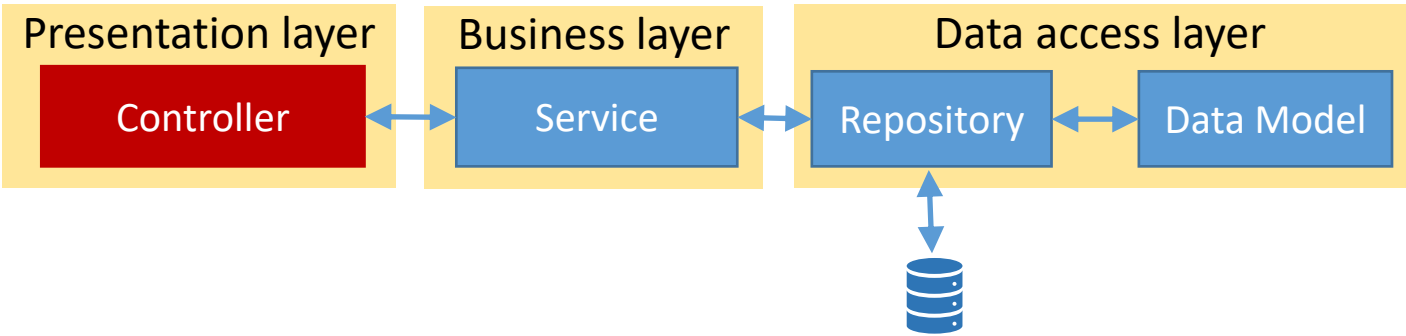 Presentation layer
Controller
Business layer
Service
Data access layer
Repository
Data Model